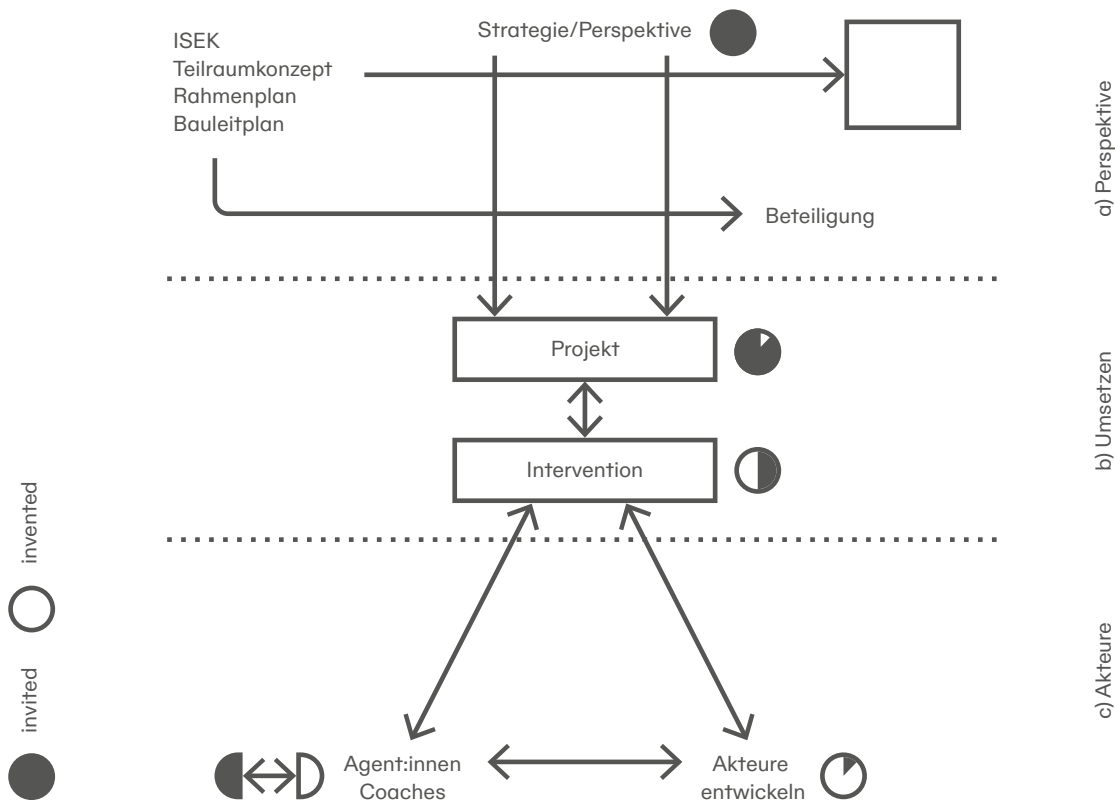 ISEK
Teilraumkonzept
Rahmenplan
Bauleitplan
Strategie/Perspektive
Beteiligung
a) Perspektive
Projekt
Intervention
b) Umsetzen
Agent:innen
Coaches
Akteure
entwickeln
c) Akteure
invented
invited